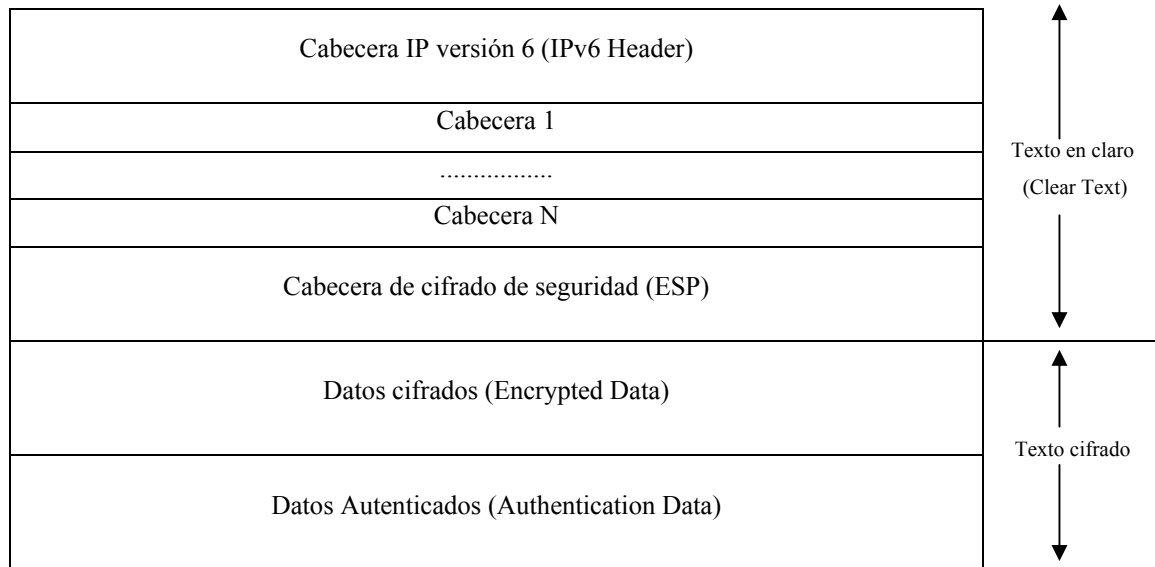 Cabecera IP versión 6 (IPv6 Header)
Cabecera 1
.................
Cabecera N
Cabecera de cifrado de seguridad (ESP)
Texto en claro
(Clear Text)
Datos cifrados (Encrypted Data)
Datos Autenticados (Authentication Data)
Texto cifrado